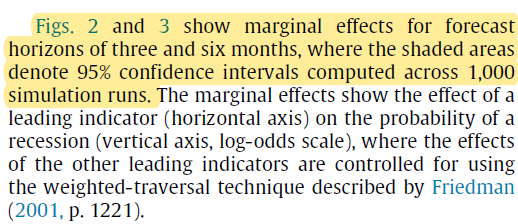 Figs. 2 and 3 show marginal effects for forecast
horizons of three and six months, where the shaded areas
denote 95% confidence intervals computed across 1,000
simulation runs. The marginal effects show the effect of a
leading indicator (horizontal axis) on the probability of a
recession (vertical axis, log-odds scale), where the effects
of the other leading indicators are controlled for using
the weighted-traversal technique described by Friedman
(2001, p. 1221).